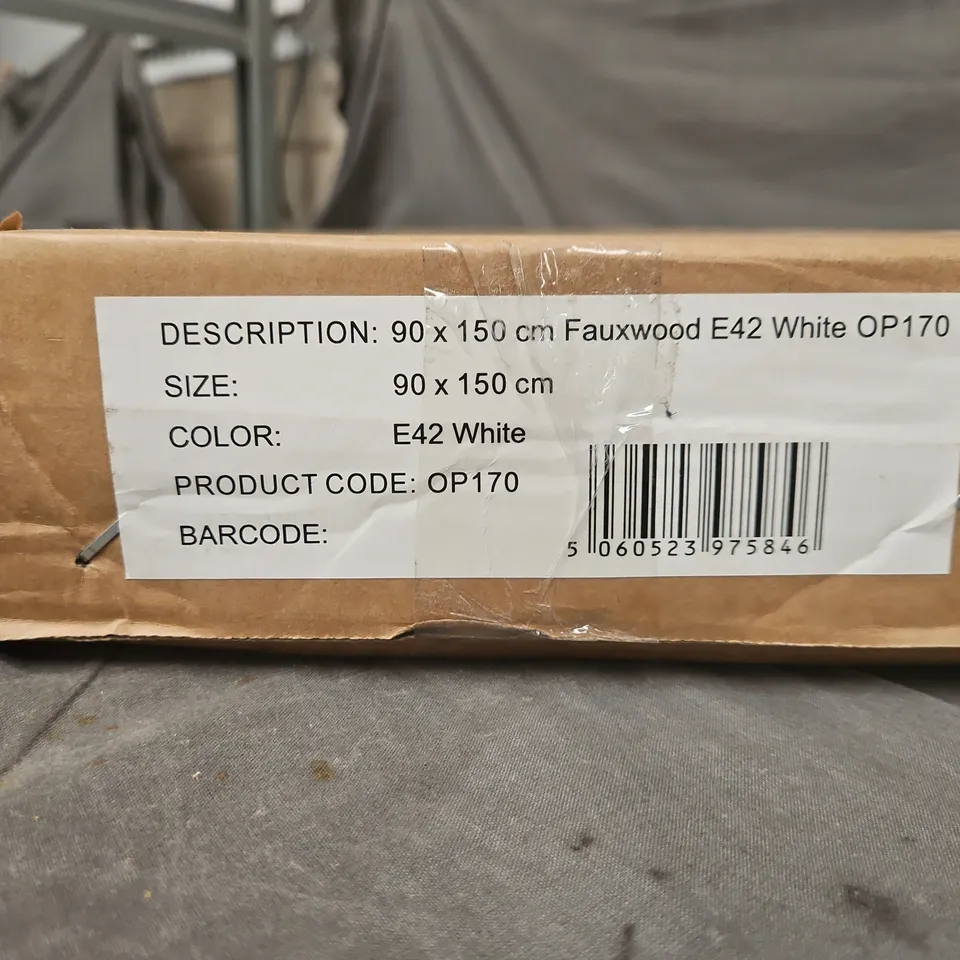 DESCRIPTION: 90 x 150 cm Fauxwood E42 White OP170
SIZE: 90 x 150 cm
COLOR: E42 White
PRODUCT CODE: OP170
BARCODE:
5 060523 975846